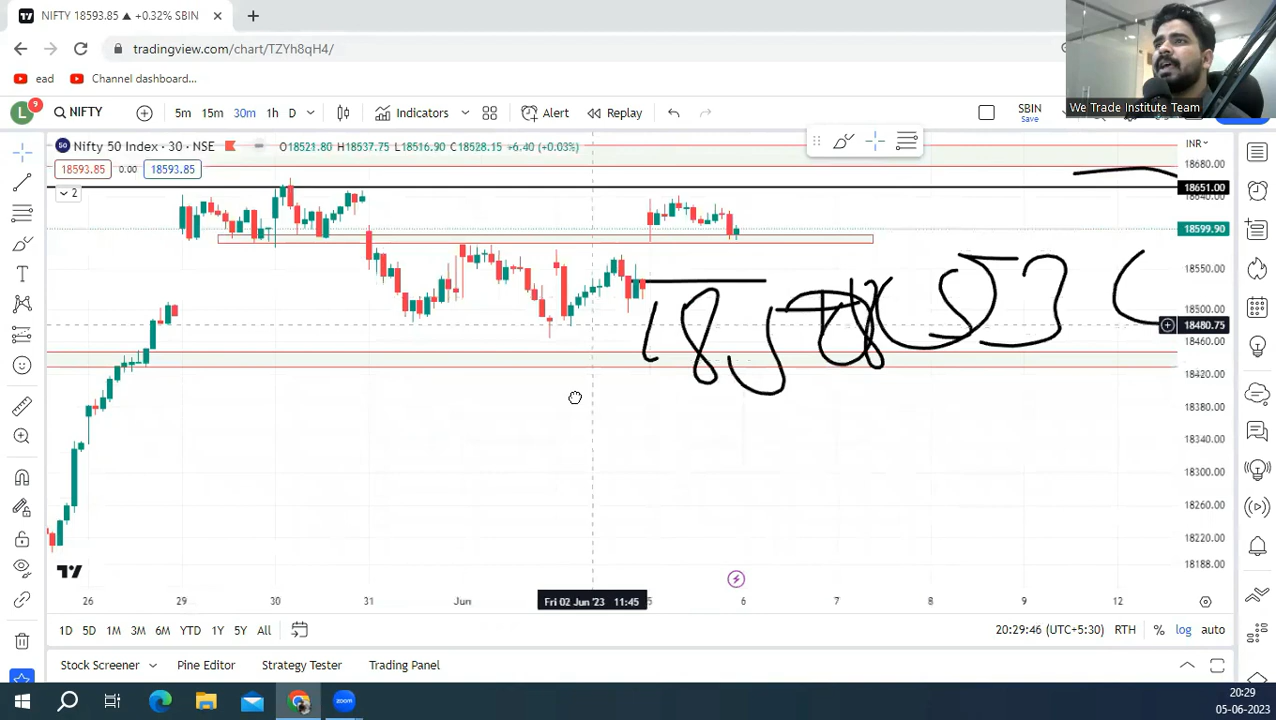 NIFTY 18593.85 ▲ +0.32% SBIN
tradingview.com/chart/TZYh8qH4/
ead
Channel dashboard...
We Trade Institute Team
L
9
NIFTY
5m 15m 30m 1h D
Indicators
Alert
Replay
SBIN
Save
50
Nifty 50 Index · 30 · NSE
O18521.80 H18537.75 L18516.90 C18528.15 +6.40 (+0.03%)
18593.85 0.00 18593.85
2
INR
18680.00
18651.00
18640.00
18599.90
18550.00
18500.00
18480.75
18460.00
18420.00
18380.00
18340.00
18300.00
18260.00
18220.00
18188.00
26 29 30 31 Jun
Fri 02 Jun '23 11:45
5 6 7 8 9 12
1D 5D 1M 3M 6M YTD 1Y 5Y All
20:29:46 (UTC+5:30) RTH % log auto
Stock Screener
Pine Editor
Strategy Tester
Trading Panel
zoom
20:29
05-06-2023